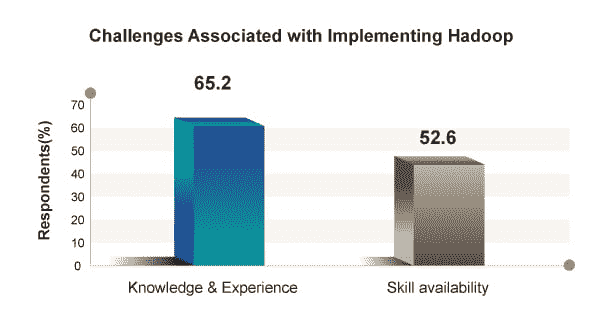 Challenges Associated with Implementing Hadoop
65.2
52.6
Respondents(%)
70
60
50
40
30
20
10
0
Knowledge & Experience
Skill availability